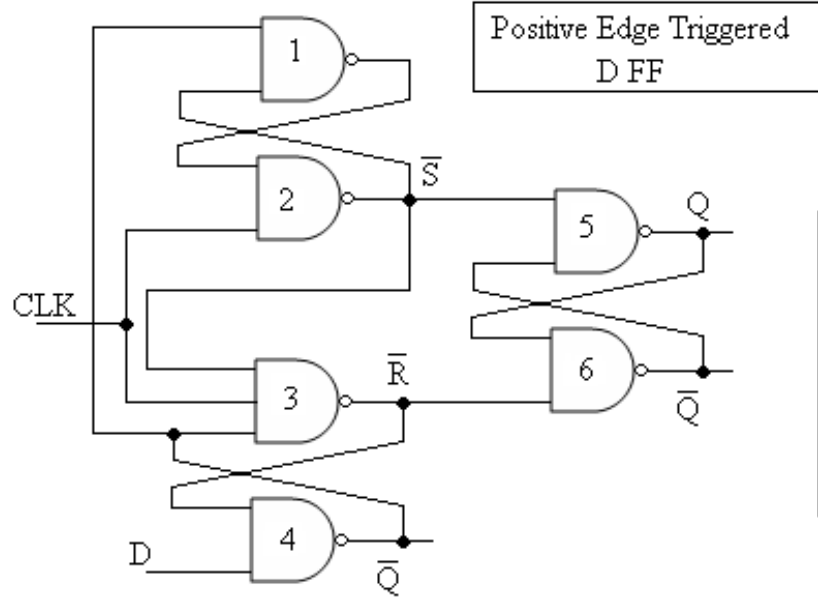 Positive Edge Triggered
D FF
1
2
S̅
5
Q
CLK
3
R̅
6
Q̅
4
D
Q̅